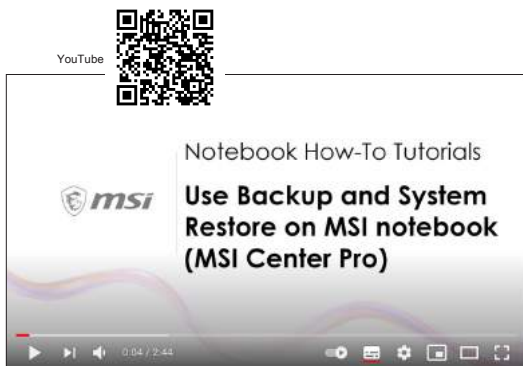 YouTube
Notebook How-To Tutorials
msi
Use Backup and System
Restore on MSI notebook
(MSI Center Pro)
0:04 / 2:44